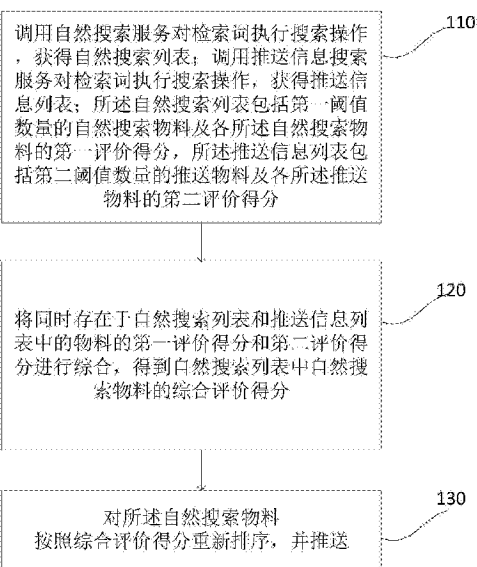 调用自然搜索服务对检索词执行搜索操作
，获得自然搜索列表；调用推送信息搜索
服务对检索词执行搜索操作，获得推送信
息列表；所述自然搜索列表包括第一阈值
数量的自然搜索物料及各所述自然搜索物
料的第一评价得分，所述推送信息列表包
括第二阈值数量的推送物料及各所述推送
物料的第二评价得分
110
将同时存在于自然搜索列表和推送信息列
表中的物料的第一评价得分和第二评价得
分进行综合，得到自然搜索列表中自然搜
索物料的综合评价得分
120
对所述自然搜索物料
按照综合评价得分重新排序，并推送
130